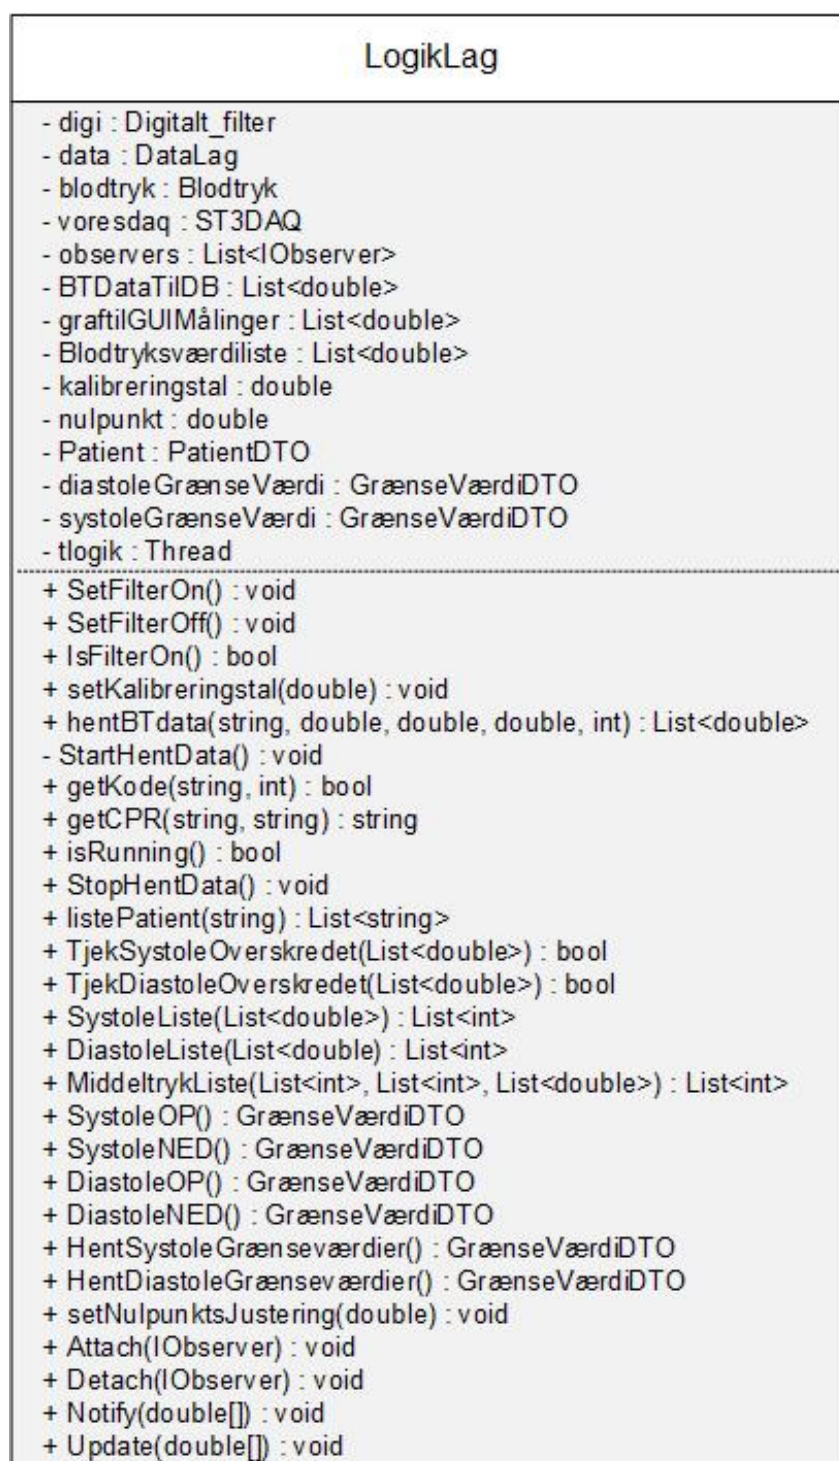 LogikLag
- digi : Digitalt_filter
- data : DataLag
- blodtryk : Blodtryk
- voresdaq : ST3DAQ
- observers : List<IObserver>
- BTDataTilDB : List<double>
- graftilGUIMålinger : List<double>
- Blodtryksværdiliste : List<double>
- kalibreringstal : double
- nulpunkt : double
- Patient : PatientDTO
- diastoleGrænseVærdi : GrænseVærdiDTO
- systoleGrænseVærdi : GrænseVærdiDTO
- tlogik : Thread
+ SetFilterOn() : void
+ SetFilterOff() : void
+ IsFilterOn() : bool
+ setKalibreringstal(double) : void
+ hentBTdata(string, double, double, double, int) : List<double>
- StartHentData() : void
+ getKode(string, int) : bool
+ getCPR(string, string) : string
+ isRunning() : bool
+ StopHentData() : void
+ listePatient(string) : List<string>
+ TjekSystoleOverskredet(List<double>) : bool
+ TjekDiastoleOverskredet(List<double>) : bool
+ SystoleListe(List<double>) : List<int>
+ DiastoleListe(List<double) : List<int>
+ MiddeltrykListe(List<int>, List<int>, List<double>) : List<int>
+ SystoleOP() : GrænseVærdiDTO
+ SystoleNED() : GrænseVærdiDTO
+ DiastoleOP() : GrænseVærdiDTO
+ DiastoleNED() : GrænseVærdiDTO
+ HentSystoleGrænseværdier() : GrænseVærdiDTO
+ HentDiastoleGrænseværdier() : GrænseVærdiDTO
+ setNulpunktsJustering(double) : void
+ Attach(IObserver) : void
+ Detach(IObserver) : void
+ Notify(double[]) : void
+ Update(double[]) : void